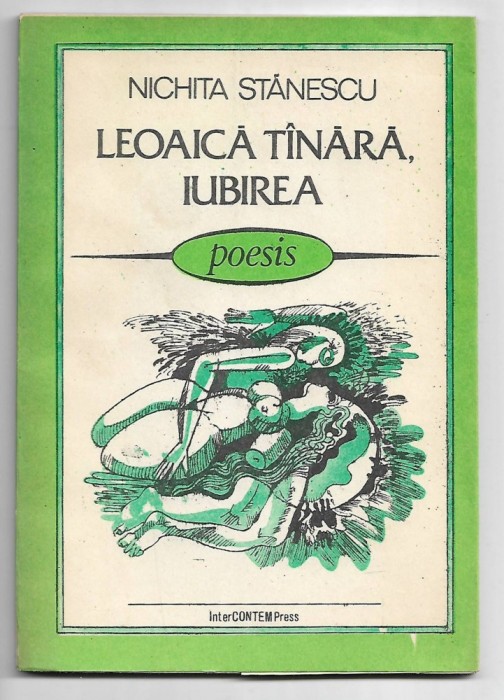 NICHITA STĂNESCU
LEOAICĂ TÎNĂRĂ,
IUBIREA
poesis
InterCONTEMPress